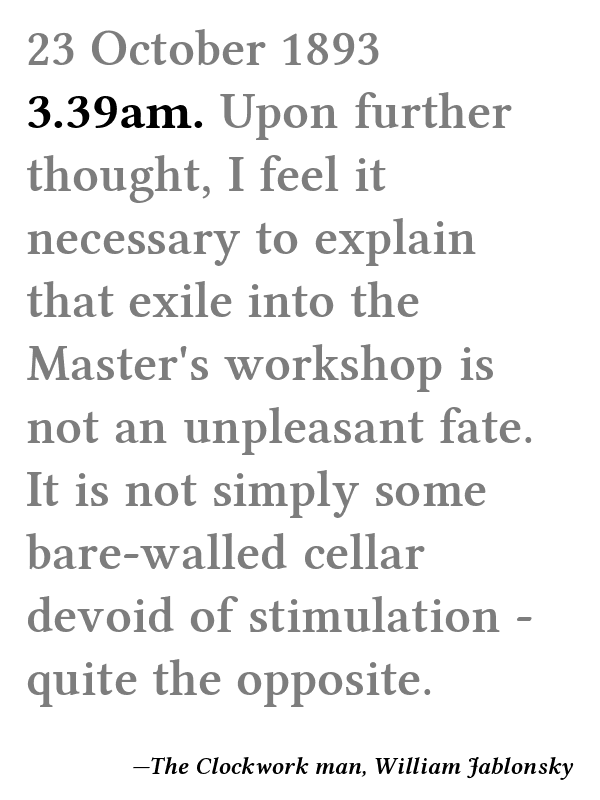 23 October 1893
3.39am. Upon further
thought, I feel it
necessary to explain
that exile into the
Master's workshop is
not an unpleasant fate.
It is not simply some
bare-walled cellar
devoid of stimulation -
quite the opposite.
—The Clockwork man, William Jablonsky